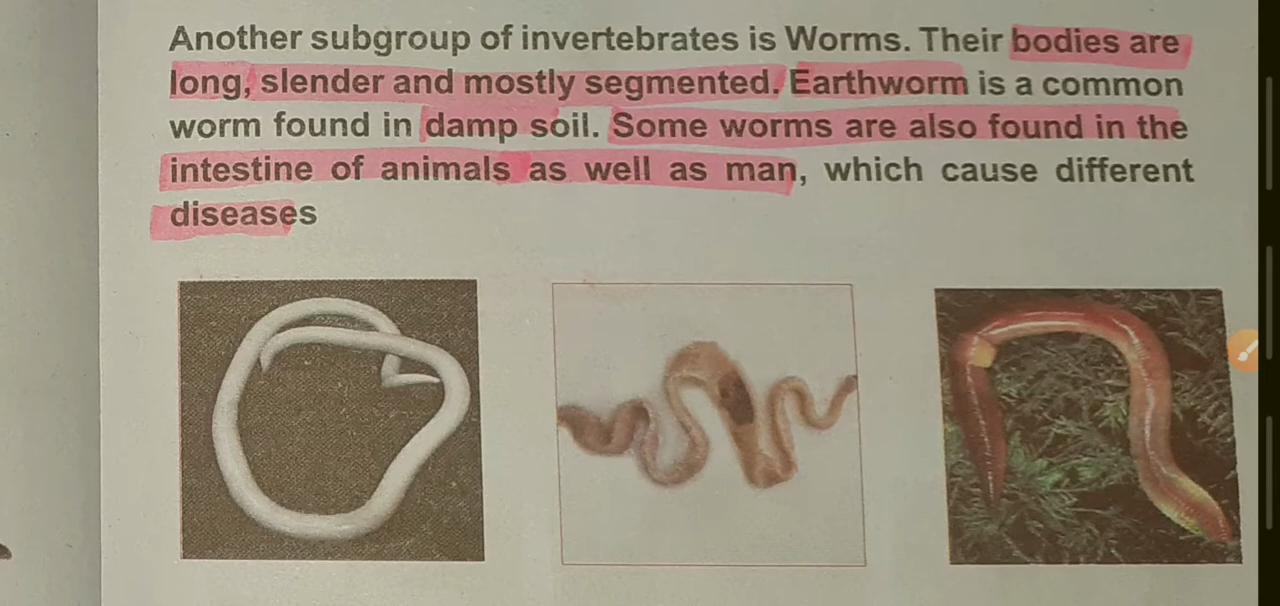 Another subgroup of invertebrates is Worms. Their bodies are
long, slender and mostly segmented. Earthworm is a common
worm found in damp soil. Some worms are also found in the
intestine of animals as well as man, which cause different
diseases